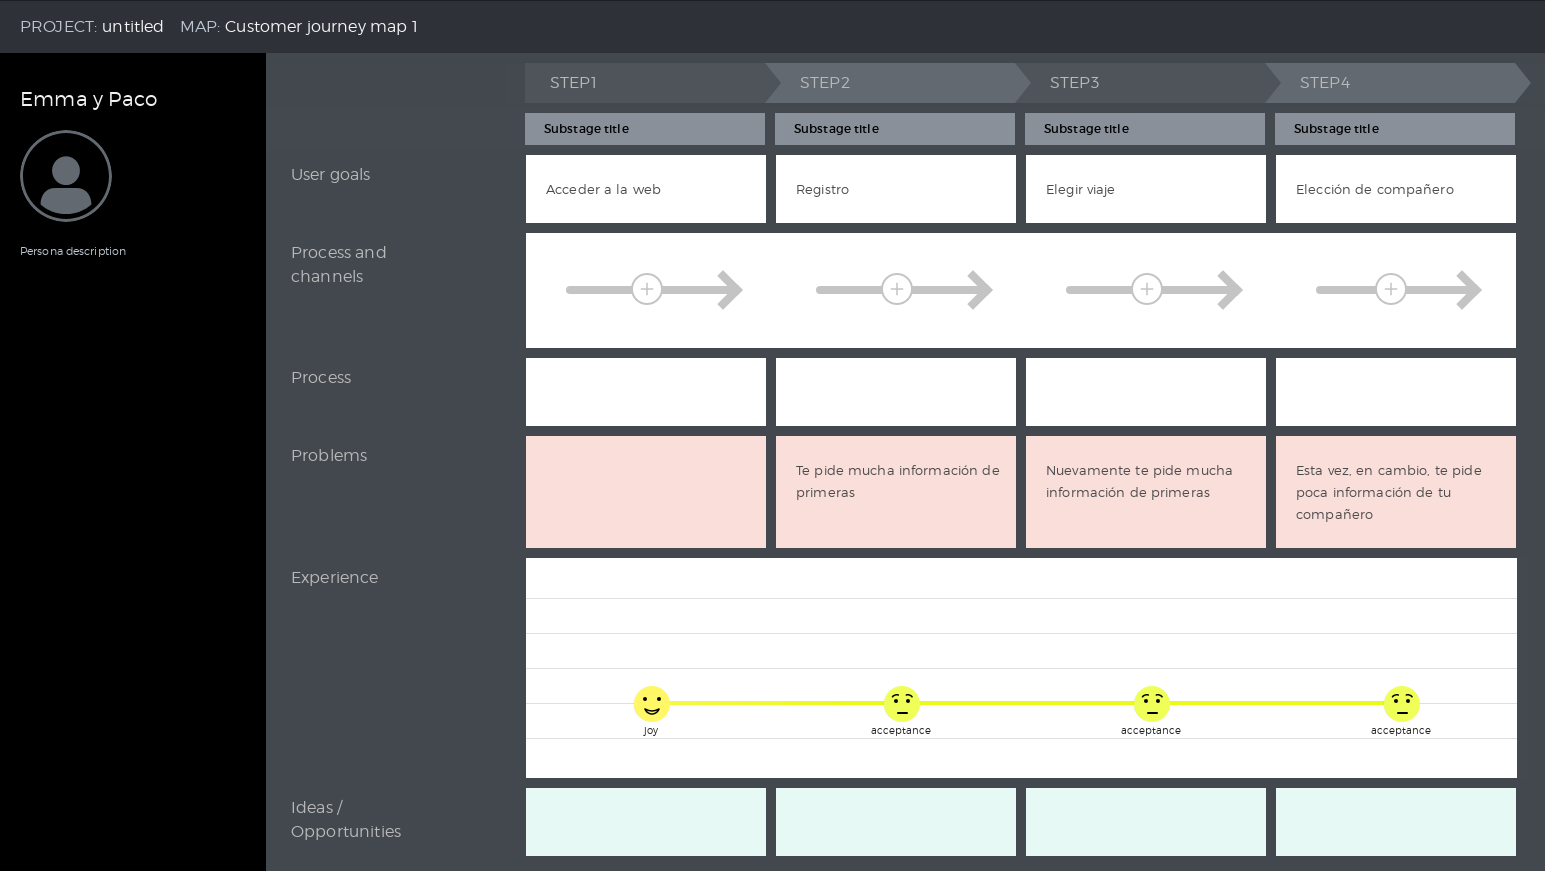 PROJECT: untitled MAP: Customer journey map 1
Emma y Paco
Persona description
STEP1 STEP2 STEP3 STEP4
Substage title Substage title Substage title Substage title
User goals
Acceder a la web Registro Elegir viaje Elección de compañero
Process and
channels
Process
Problems
Te pide mucha información de
primeras
Nuevamente te pide mucha
información de primeras
Esta vez, en cambio, te pide
poca información de tu
compañero
Experience
joy acceptance acceptance acceptance
Ideas /
Opportunities